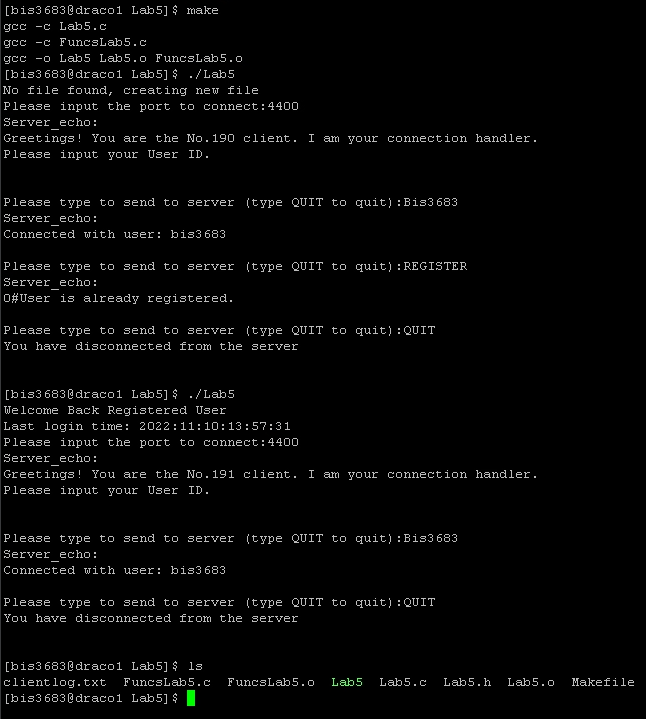 [bis3683@draco1 Lab5]$ make
gcc -c Lab5.c
gcc -c FuncsLab5.c
gcc -o Lab5 Lab5.o FuncsLab5.o
[bis3683@draco1 Lab5]$ ./Lab5
No file found, creating new file
Please input the port to connect:4400
Server_echo:
Greetings! You are the No.190 client. I am your connection handler.
Please input your User ID.
Please type to send to server (type QUIT to quit):Bis3683
Server_echo:
Connected with user: bis3683
Please type to send to server (type QUIT to quit):REGISTER
Server_echo:
0#User is already registered.
Please type to send to server (type QUIT to quit):QUIT
You have disconnected from the server
[bis3683@draco1 Lab5]$ ./Lab5
Welcome Back Registered User
Last login time: 2022:11:10:13:57:31
Please input the port to connect:4400
Server_echo:
Greetings! You are the No.191 client. I am your connection handler.
Please input your User ID.
Please type to send to server (type QUIT to quit):Bis3683
Server_echo:
Connected with user: bis3683
Please type to send to server (type QUIT to quit):QUIT
You have disconnected from the server
[bis3683@draco1 Lab5]$ ls
clientlog.txt  FuncsLab5.c  FuncsLab5.o  Lab5  Lab5.c  Lab5.h  Lab5.o  Makefile
[bis3683@draco1 Lab5]$